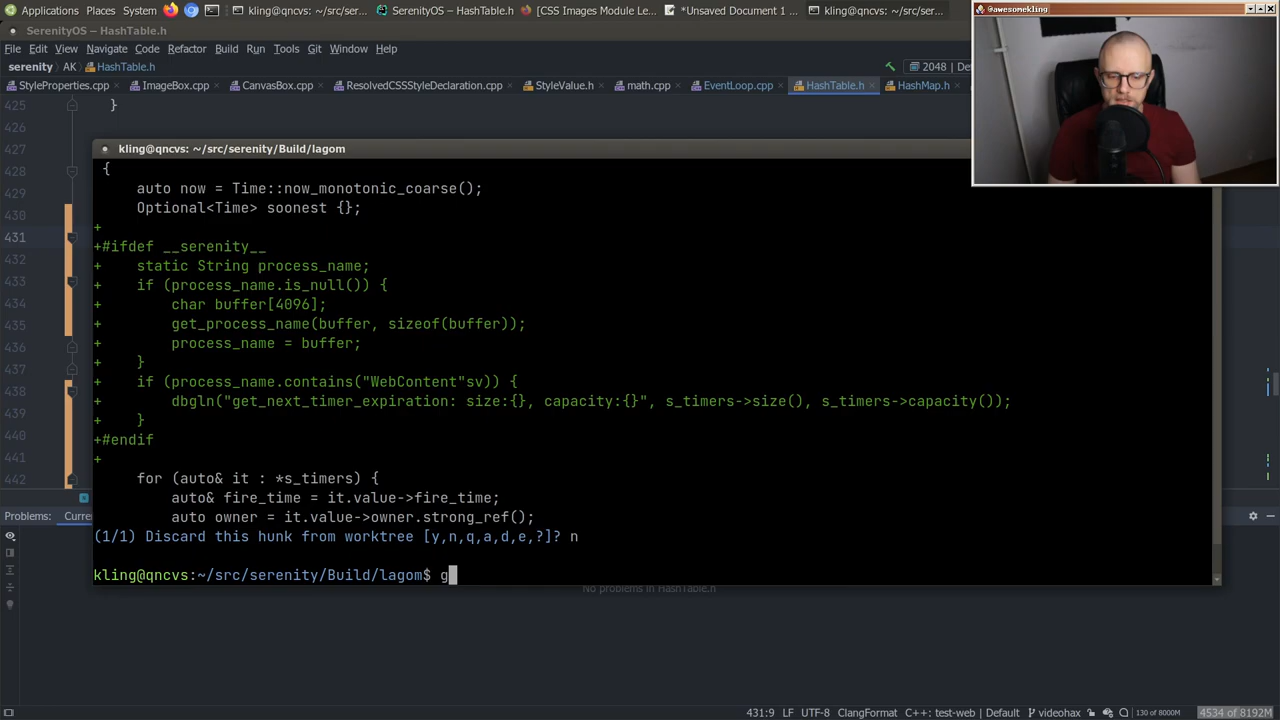 Applications Places System kling@qncvs: ~/src/ser... SerenityOS – HashTable.h [CSS Images Module Le... *Unsaved Document 1 ... kling@qncvs: ~/src/ser...
@awesomekling
SerenityOS – HashTable.h
File Edit View Navigate Code Refactor Build Run Tools Git Window Help
serenity AK HashTable.h 2048 | De
StyleProperties.cpp ImageBox.cpp CanvasBox.cpp ResolvedCSSStyleDeclaration.cpp StyleValue.h math.cpp EventLoop.cpp HashTable.h HashMap.h
425 }
426
427
kling@qncvs: ~/src/serenity/Build/lagom
428 {
429 auto now = Time::now_monotonic_coarse();
430 Optional<Time> soonest {};
+
431
+#ifdef __serenity__
432 + static String process_name;
433 + if (process_name.is_null()) {
434 + char buffer[4096];
435 + get_process_name(buffer, sizeof(buffer));
436 + process_name = buffer;
437 + }
438 + if (process_name.contains("WebContent"sv)) {
439 + dbgln("get_next_timer_expiration: size:{}, capacity:{}", s_timers->size(), s_timers->capacity());
440 + }
+#endif
441 +
442 for (auto& it : *s_timers) {
auto& fire_time = it.value->fire_time;
Problems: Curre auto owner = it.value->owner.strong_ref();
(1/1) Discard this hunk from worktree [y,n,q,a,d,e,?]? n
kling@qncvs:~/src/serenity/Build/lagom$ g
No problems in HashTable.h
431:9 LF UTF-8 ClangFormat C++: test-web | Default videohax 130 of 8000M 4534 of 8192M